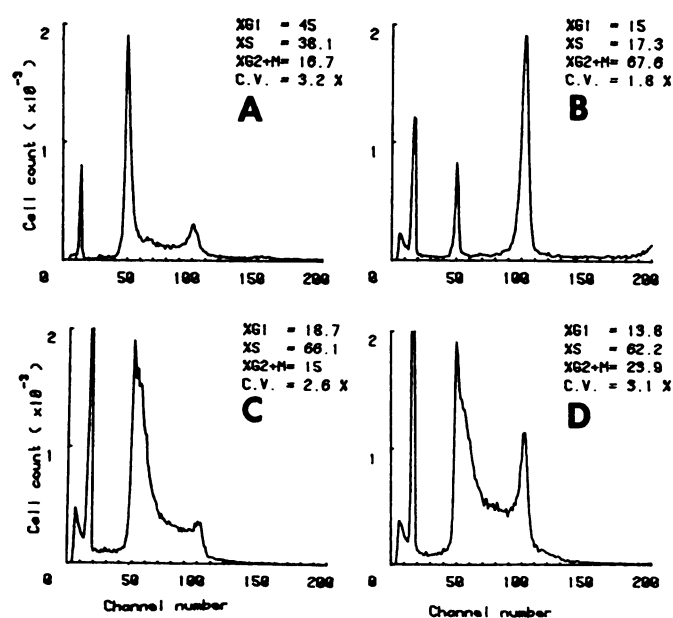 %G1 = 45
%S = 38.1
%G2+M= 16.7
C.V. = 3.2 %
A
2
1
0
50 100 150 200
Cell count ( x10⁻³)
%G1 = 15
%S = 17.3
%G2+M= 67.6
C.V. = 1.8 %
B
2
1
0
50 100 150 200
%G1 = 18.7
%S = 66.1
%G2+M= 15
C.V. = 2.6 %
C
2
1
0
50 100 150 200
Cell count ( x10⁻³)
Channel number
%G1 = 13.8
%S = 62.2
%G2+M= 23.9
C.V. = 3.1 %
D
2
1
0
50 100 150 200
Channel number